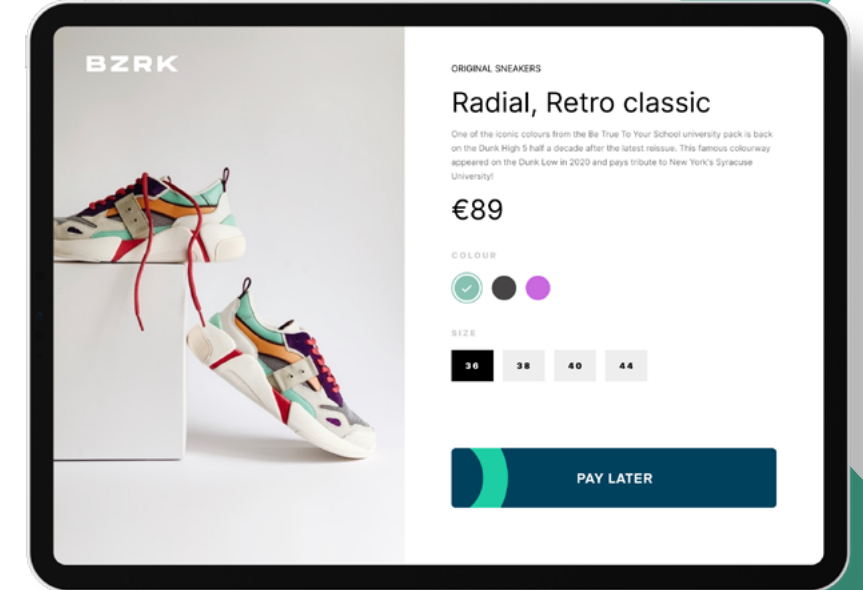 BZRK
ORIGINAL SNEAKERS
Radial, Retro classic
One of the iconic colours from the Be True To Your School university pack is back
on the Dunk High 5 half a decade after the latest reissue. This famous colourway
appeared on the Dunk Low in 2020 and pays tribute to New York's Syracuse
University!
€89
COLOUR
SIZE
36 38 40 44
PAY LATER